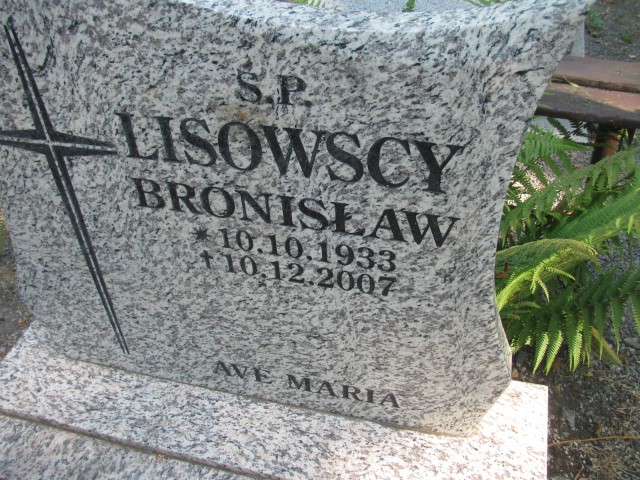 Ś.P.
LISOWSCY
BRONISŁAW
* 10.10.1933
† 10.12.2007
AVE MARIA